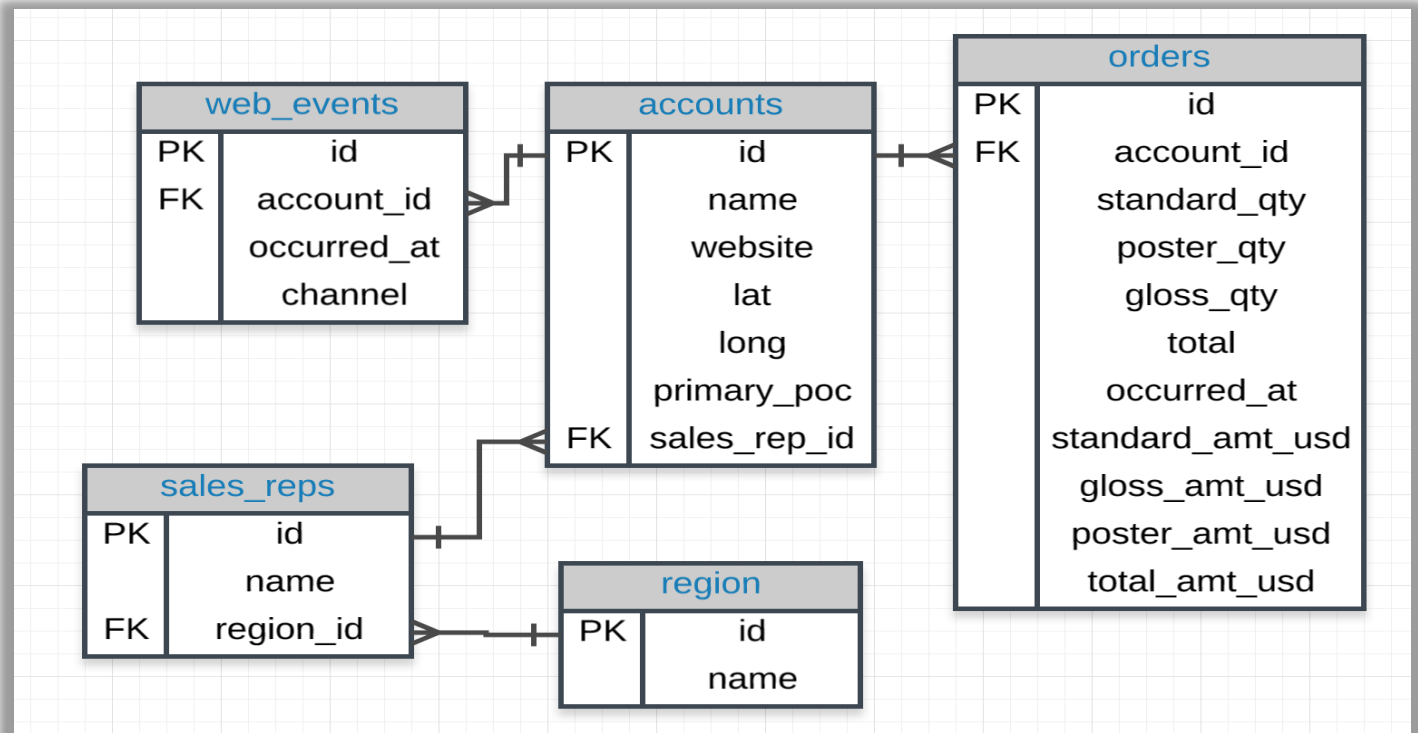 web_events
PK id
FK account_id
occurred_at
channel
accounts
PK id
name
website
lat
long
primary_poc
FK sales_rep_id
orders
PK id
FK account_id
standard_qty
poster_qty
gloss_qty
total
occurred_at
standard_amt_usd
gloss_amt_usd
poster_amt_usd
total_amt_usd
sales_reps
PK id
name
FK region_id
region
PK id
name